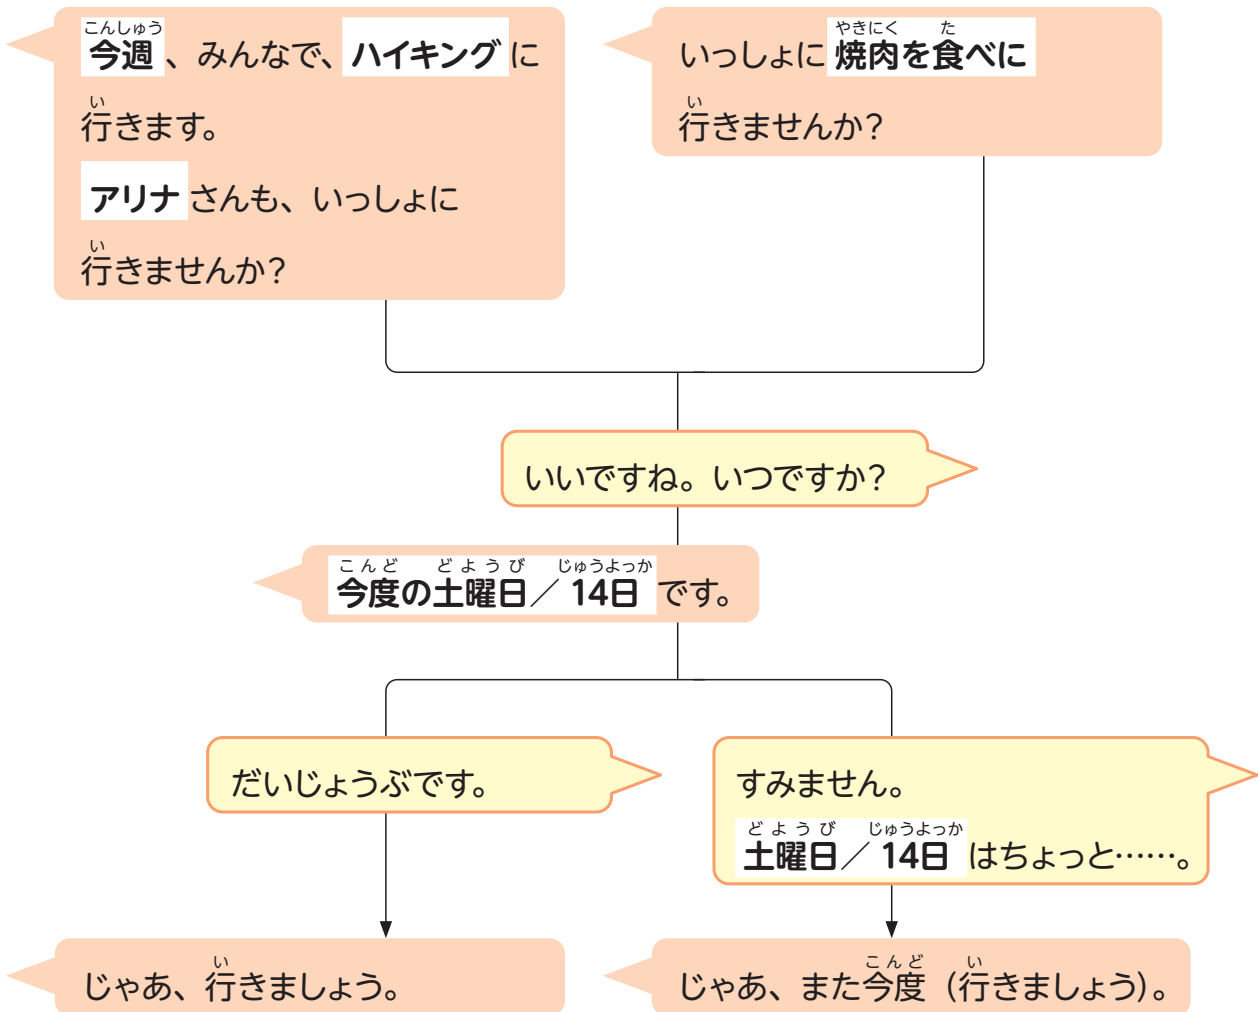 こんしゅう
今週、みんなで、ハイキングに
い
行きます。
アリナさんも、いっしょに
い
行きませんか？
やきにく た
いっしょに焼肉を食べに
い
行きませんか？
いいですね。いつですか？
こんど どようび じゅうよっか
今度の土曜日／14日です。
だいじょうぶです。
すみません。
どようび じゅうよっか
土曜日／14日はちょっと……。
い
じゃあ、行きましょう。
こんど い
じゃあ、また今度（行きましょう）。